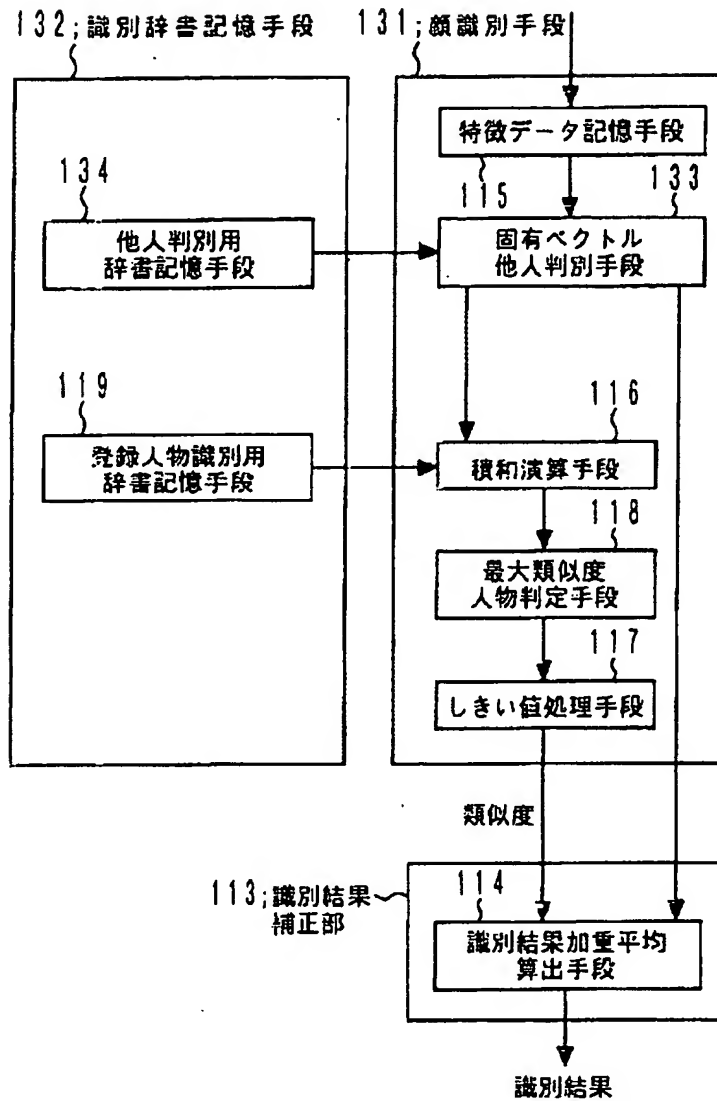 132;識別辞書記憶手段
131;顔識別手段
特徴データ記憶手段
115
133
134
他人判別用
辞書記憶手段
固有ベクトル
他人判別手段
119
登録人物識別用
辞書記憶手段
116
積和演算手段
118
最大類似度
人物判定手段
117
しきい値処理手段
類似度
113;識別結果
補正部
114
識別結果加重平均
算出手段
識別結果